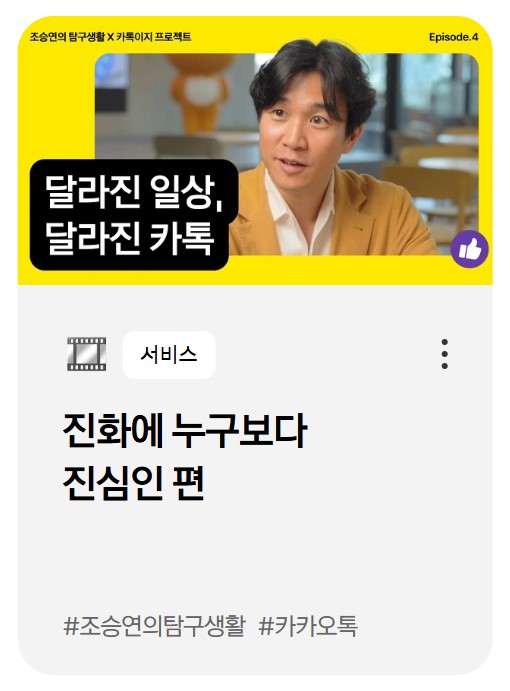 조승연의 탐구생활 X 카톡이지 프로젝트
Episode.4
달라진 일상,
달라진 카톡
서비스
진화에 누구보다
진심인 편
#조승연의탐구생활 #카카오톡